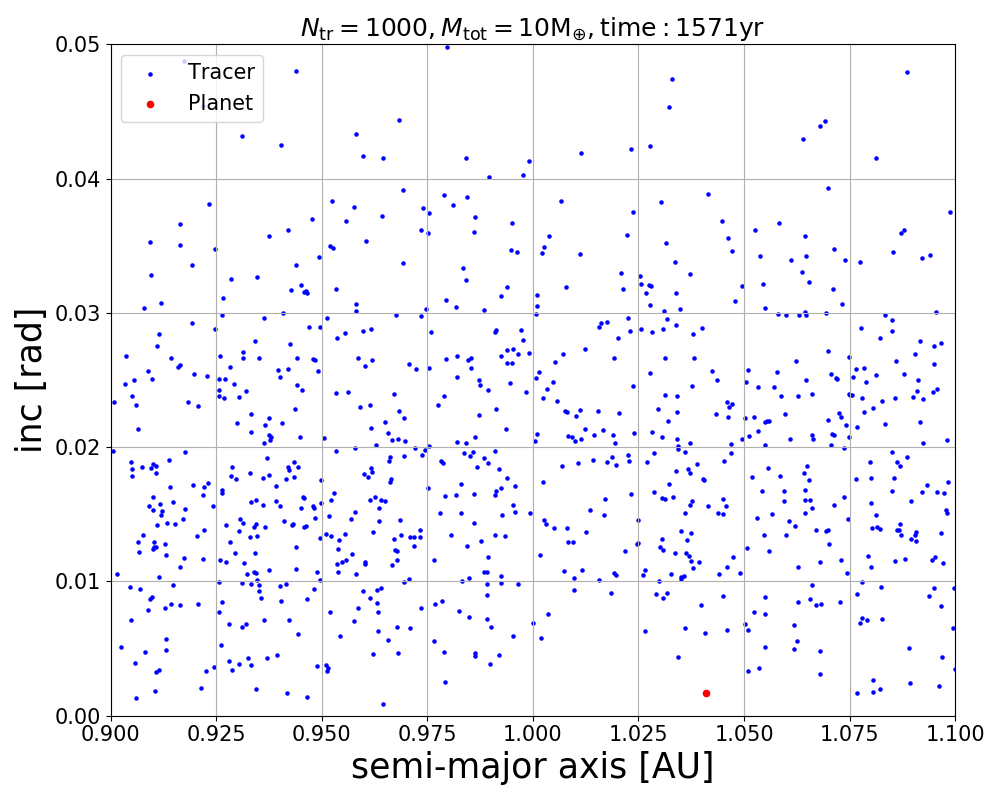 N_tr = 1000, M_tot = 10M_⊕, time : 1571yr
Tracer
Planet
0.05
0.04
0.03
0.02
0.01
0.00
inc [rad]
0.900 0.925 0.950 0.975 1.000 1.025 1.050 1.075 1.100
semi-major axis [AU]